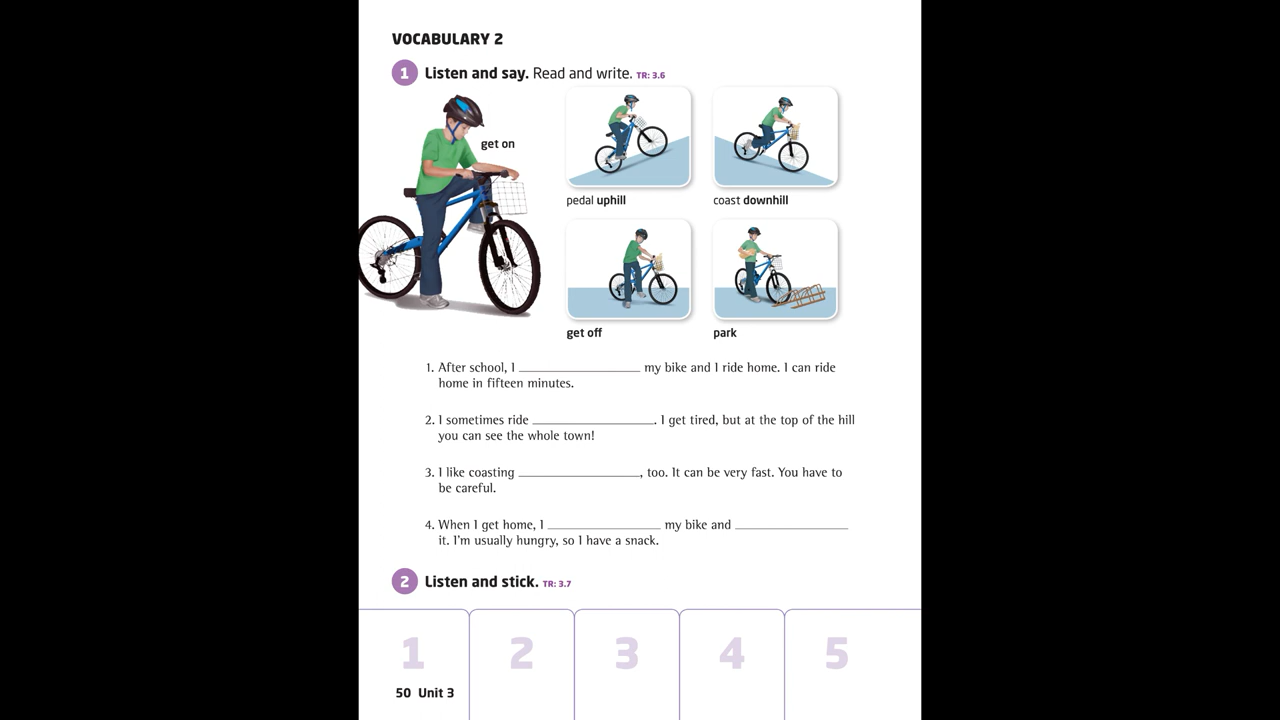 VOCABULARY 2
1 Listen and say. Read and write. TR: 3.6
get on
pedal uphill
coast downhill
get off
park
1. After school, I ____________ my bike and I ride home. I can ride
home in fifteen minutes.
2. I sometimes ride ____________. I get tired, but at the top of the hill
you can see the whole town!
3. I like coasting ____________, too. It can be very fast. You have to
be careful.
4. When I get home, I ____________ my bike and ____________
it. I'm usually hungry, so I have a snack.
2 Listen and stick. TR: 3.7
1 2 3 4 5
50 Unit 3